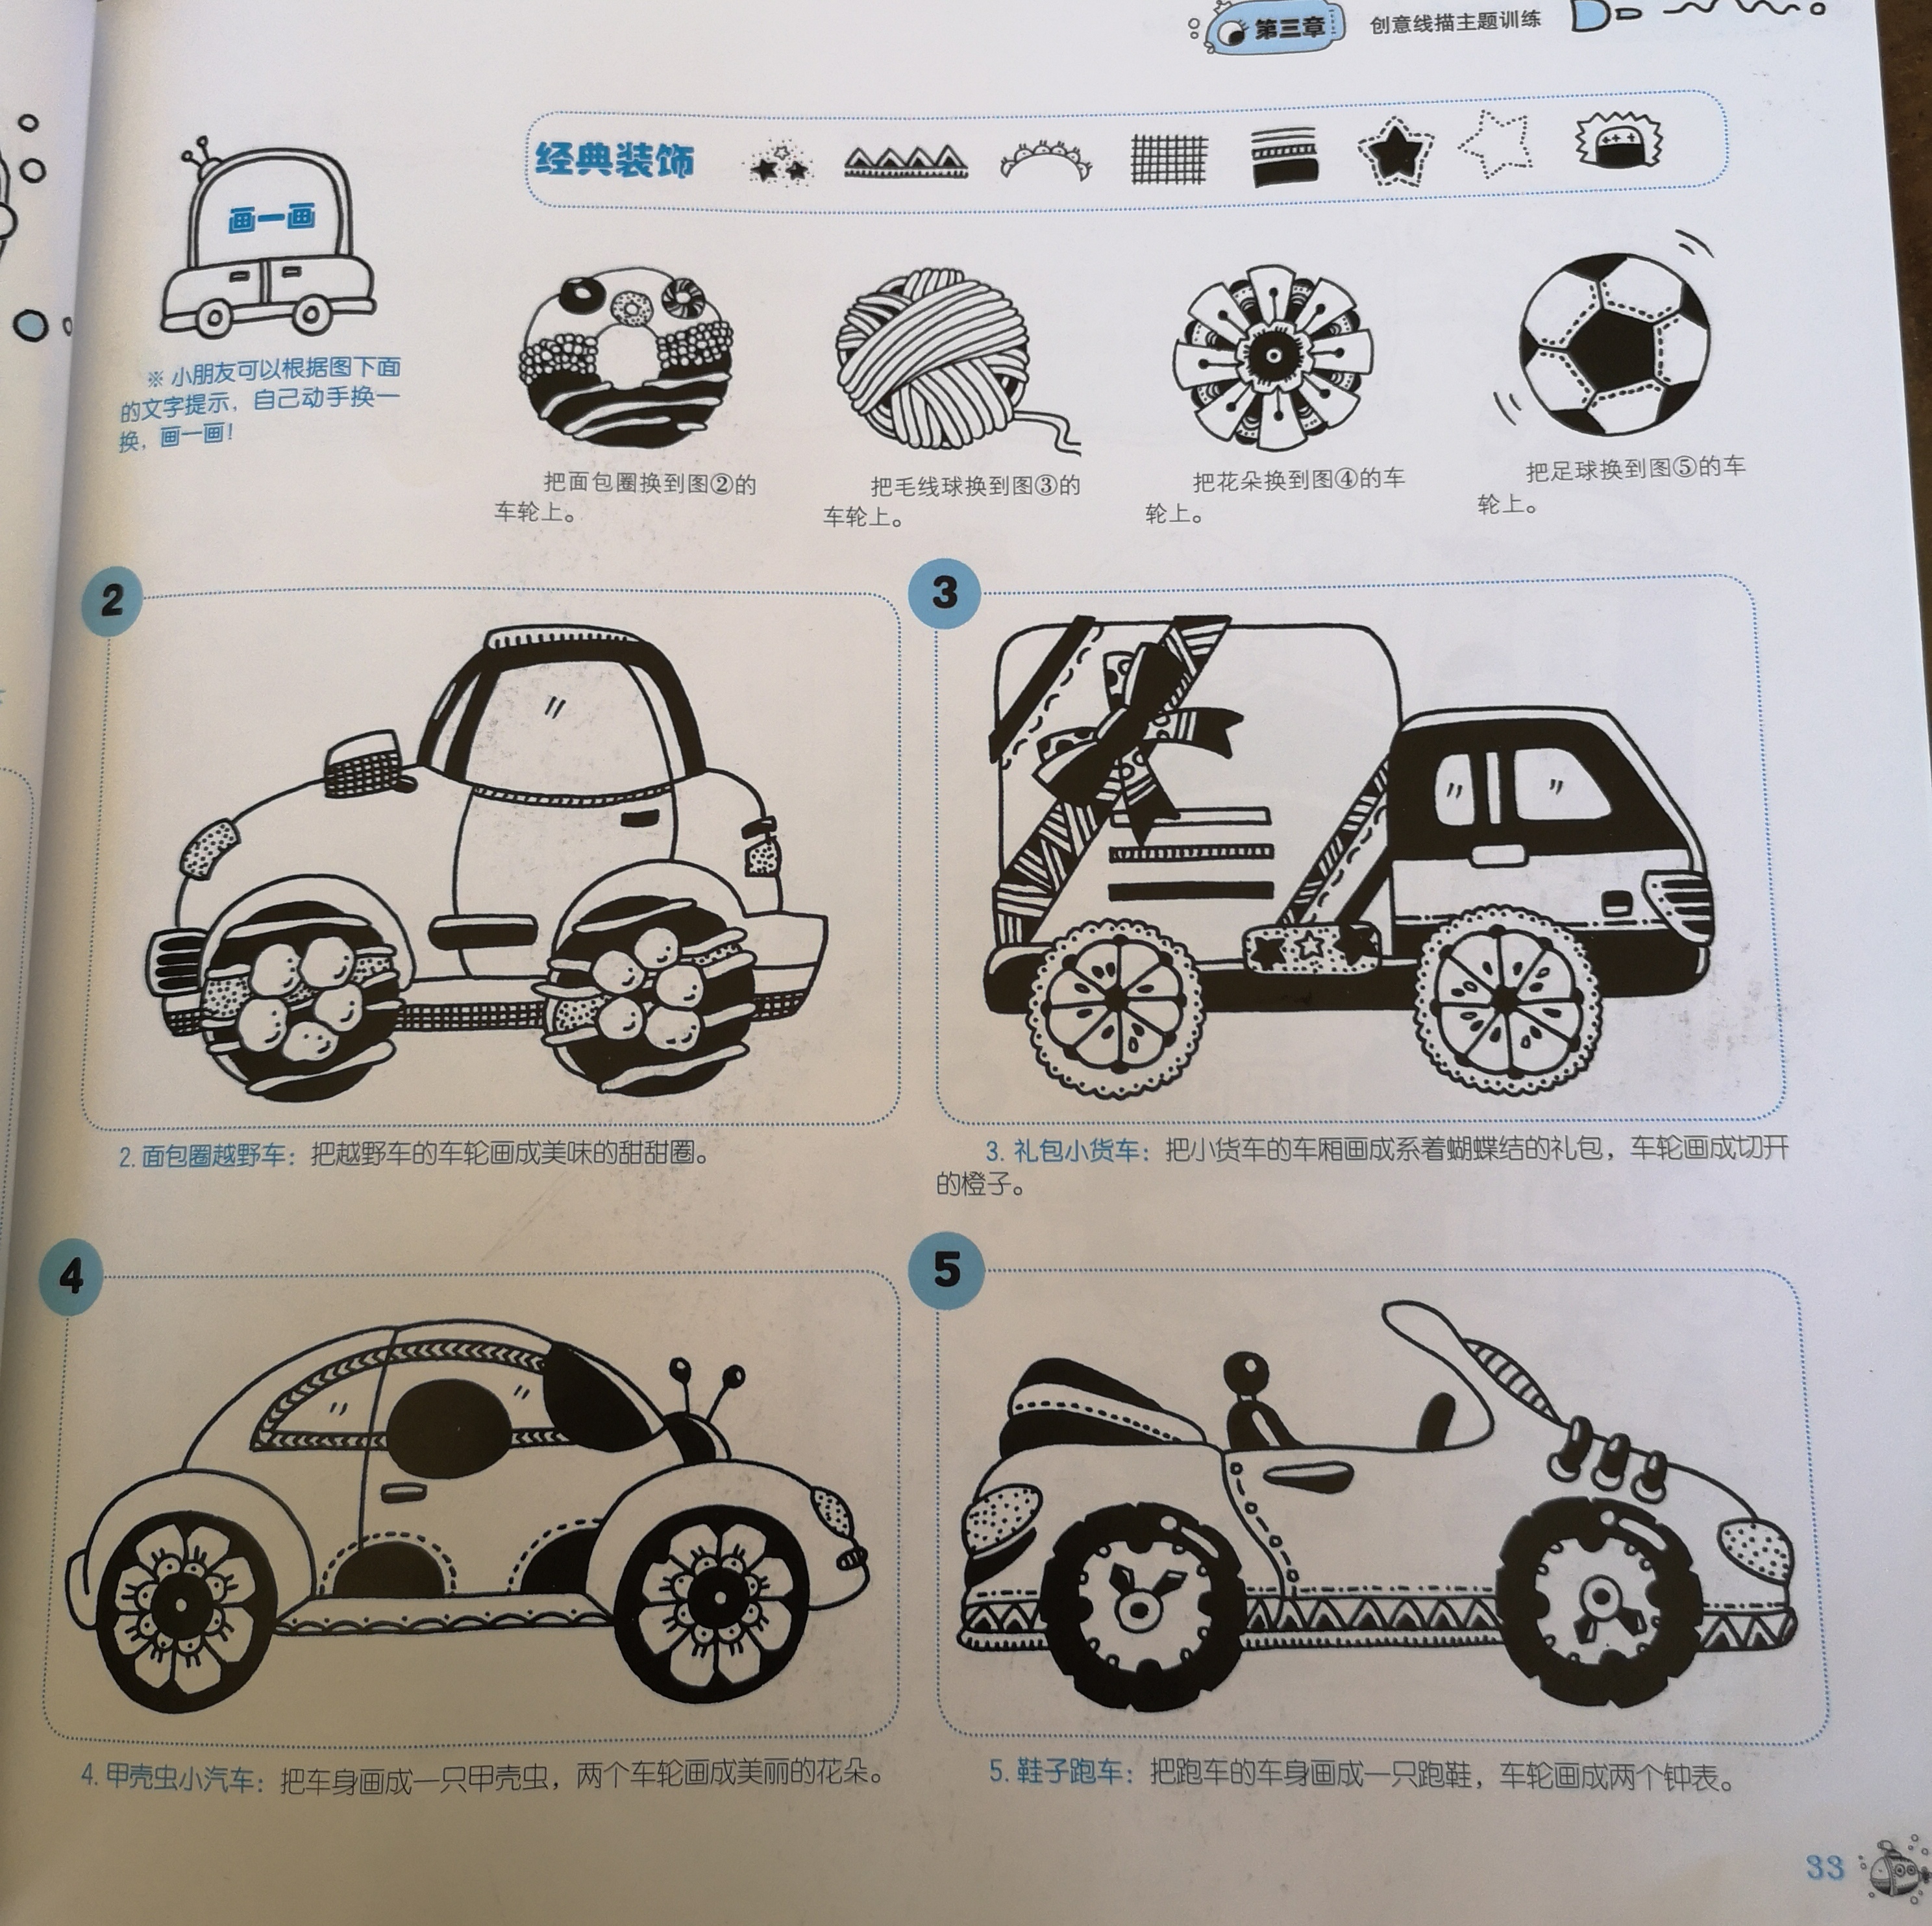 第三章 创意线描主题训练
经典装饰
画一画
※ 小朋友可以根据图下面
的文字提示，自己动手换一
换，画一画！
把面包圈换到图②的
车轮上。
把毛线球换到图③的
车轮上。
把花朵换到图④的车
轮上。
把足球换到图⑤的车
轮上。
2
3
2. 面包圈越野车：把越野车的车轮画成美味的甜甜圈。
3. 礼包小货车：把小货车的车厢画成系着蝴蝶结的礼包，车轮画成切开
的橙子。
4
5
4. 甲壳虫小汽车：把车身画成一只甲壳虫，两个车轮画成美丽的花朵。
5. 鞋子跑车：把跑车的车身画成一只跑鞋，车轮画成两个钟表。
33